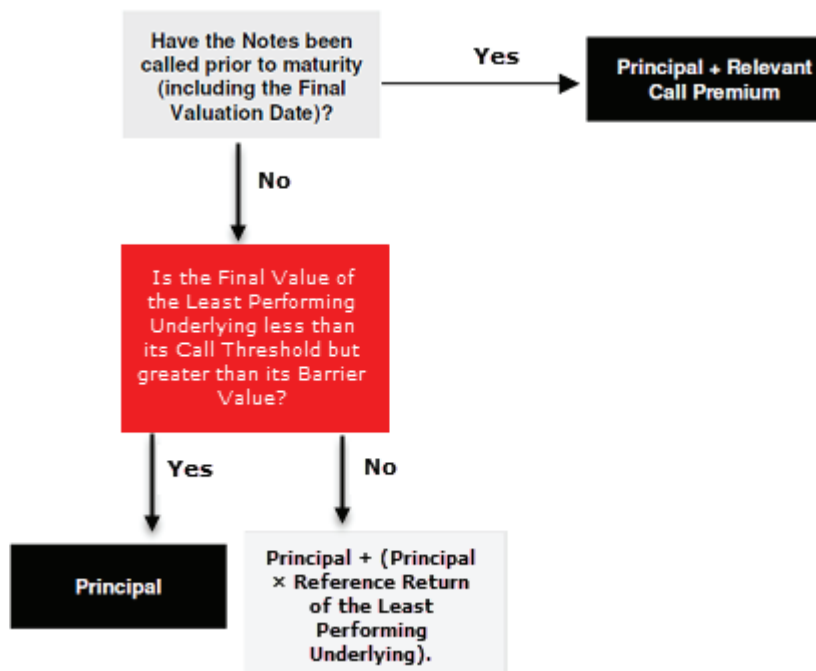 Have the Notes been
called prior to maturity
(including the Final
Valuation Date)?
Yes
Principal + Relevant
Call Premium
No
Is the Final Value of
the Least Performing
Underlying less than
its Call Threshold but
greater than its Barrier
Value?
Yes
No
Principal
Principal + (Principal
× Reference Return
of the Least
Performing
Underlying).